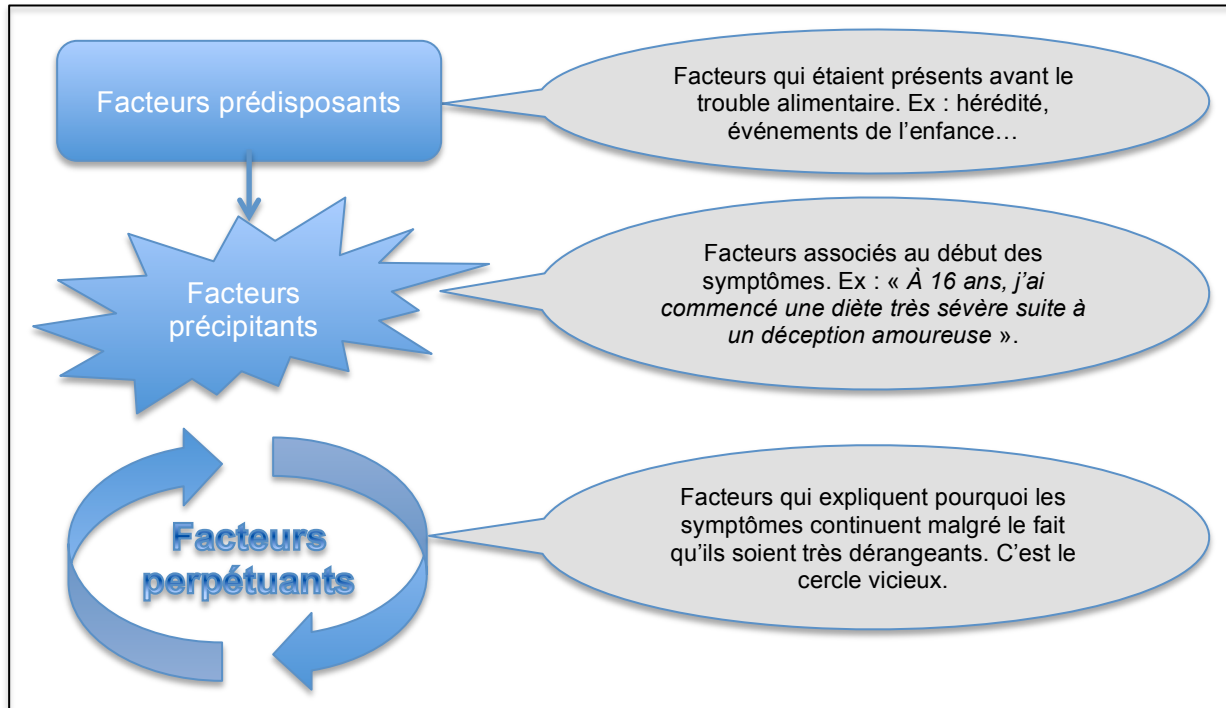 Facteurs prédisposants
Facteurs qui étaient présents avant le
trouble alimentaire. Ex : hérédité,
événements de l’enfance…
Facteurs
précipitants
Facteurs associés au début des
symptômes. Ex : « À 16 ans, j’ai
commencé une diète très sévère suite à
un déception amoureuse ».
Facteurs
perpétuants
Facteurs qui expliquent pourquoi les
symptômes continuent malgré le fait
qu’ils soient très dérangeants. C’est le
cercle vicieux.